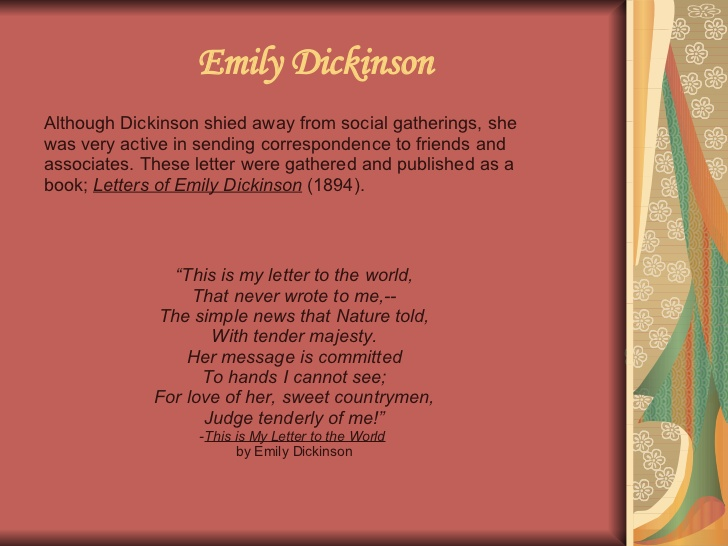 Emily Dickinson
Although Dickinson shied away from social gatherings, she
was very active in sending correspondence to friends and
associates. These letter were gathered and published as a
book; Letters of Emily Dickinson (1894).
“This is my letter to the world,
That never wrote to me,--
The simple news that Nature told,
With tender majesty.
Her message is committed
To hands I cannot see;
For love of her, sweet countrymen,
Judge tenderly of me!”
-This is My Letter to the World
by Emily Dickinson